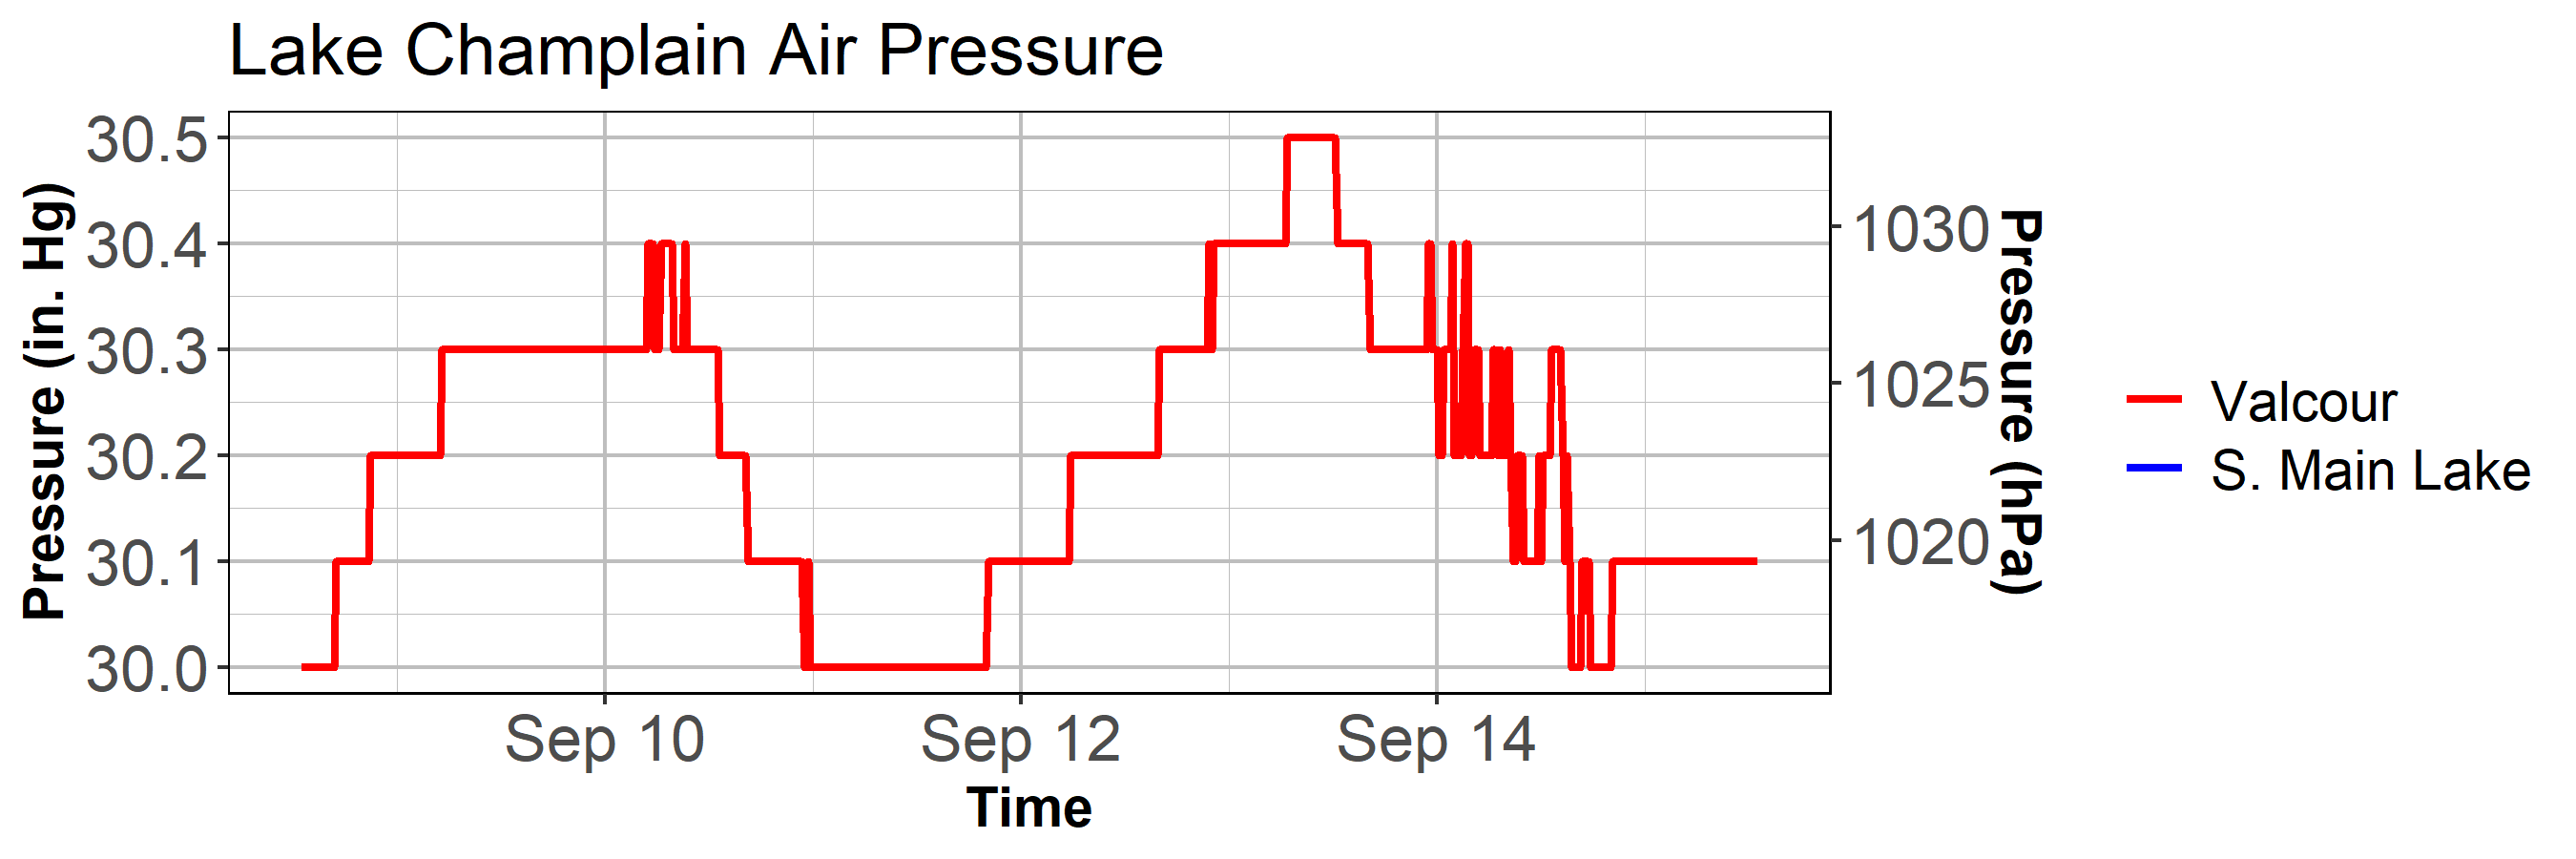 Lake Champlain Air Pressure
30.5
30.4
30.3
30.2
30.1
30.0
Pressure (in. Hg)
1030
1025
1020
Pressure (hPa)
Sep 10
Sep 12
Sep 14
Time
Valcour
S. Main Lake